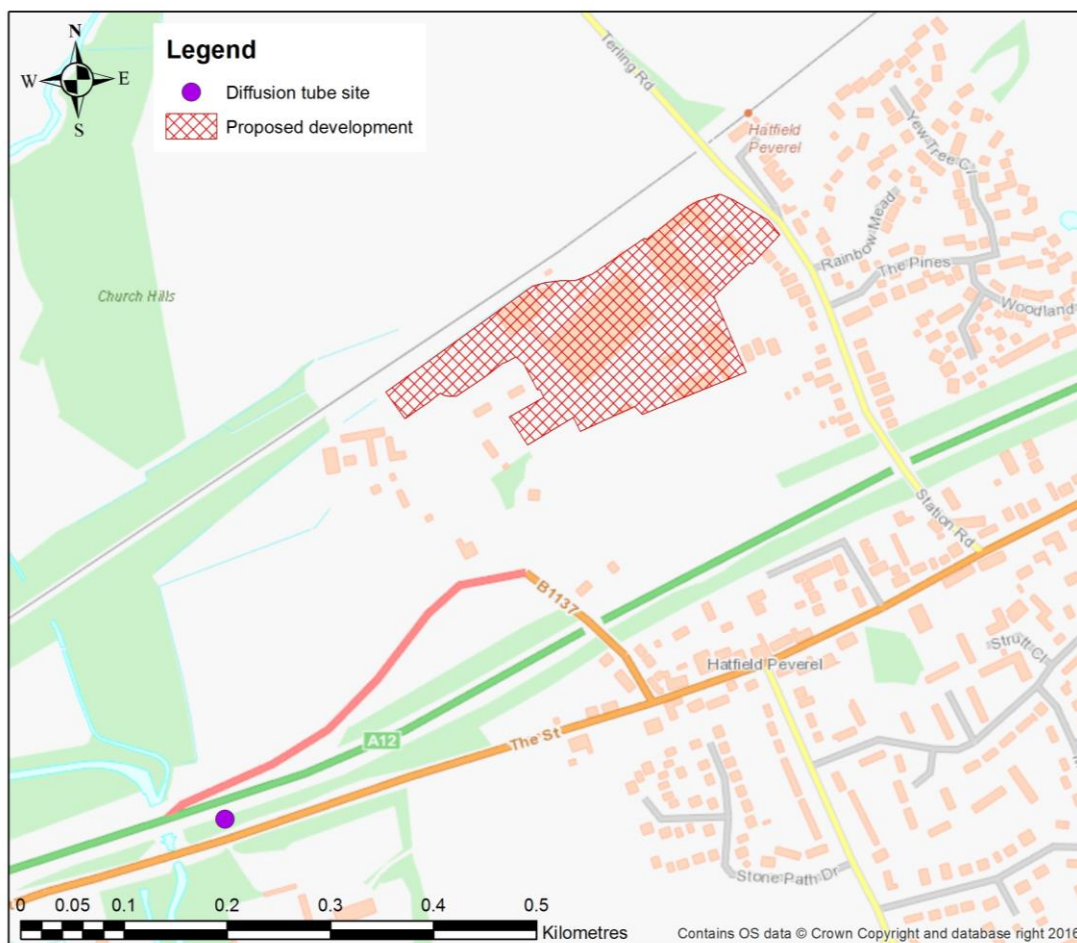 N
W
E
S
Legend
Diffusion tube site
Proposed development
Terling Rd
Hatfield
Peverel
Yew Tree Cl
Rainbow Mead
The Pines
Woodlands
Church Hills
Station Rd
B1137
Hatfield Peverel
Strutt Cl
The St
A12
Stone Path Dr
0 0.05 0.1 0.2 0.3 0.4 0.5
Kilometres
Contains OS data © Crown Copyright and database right 2016